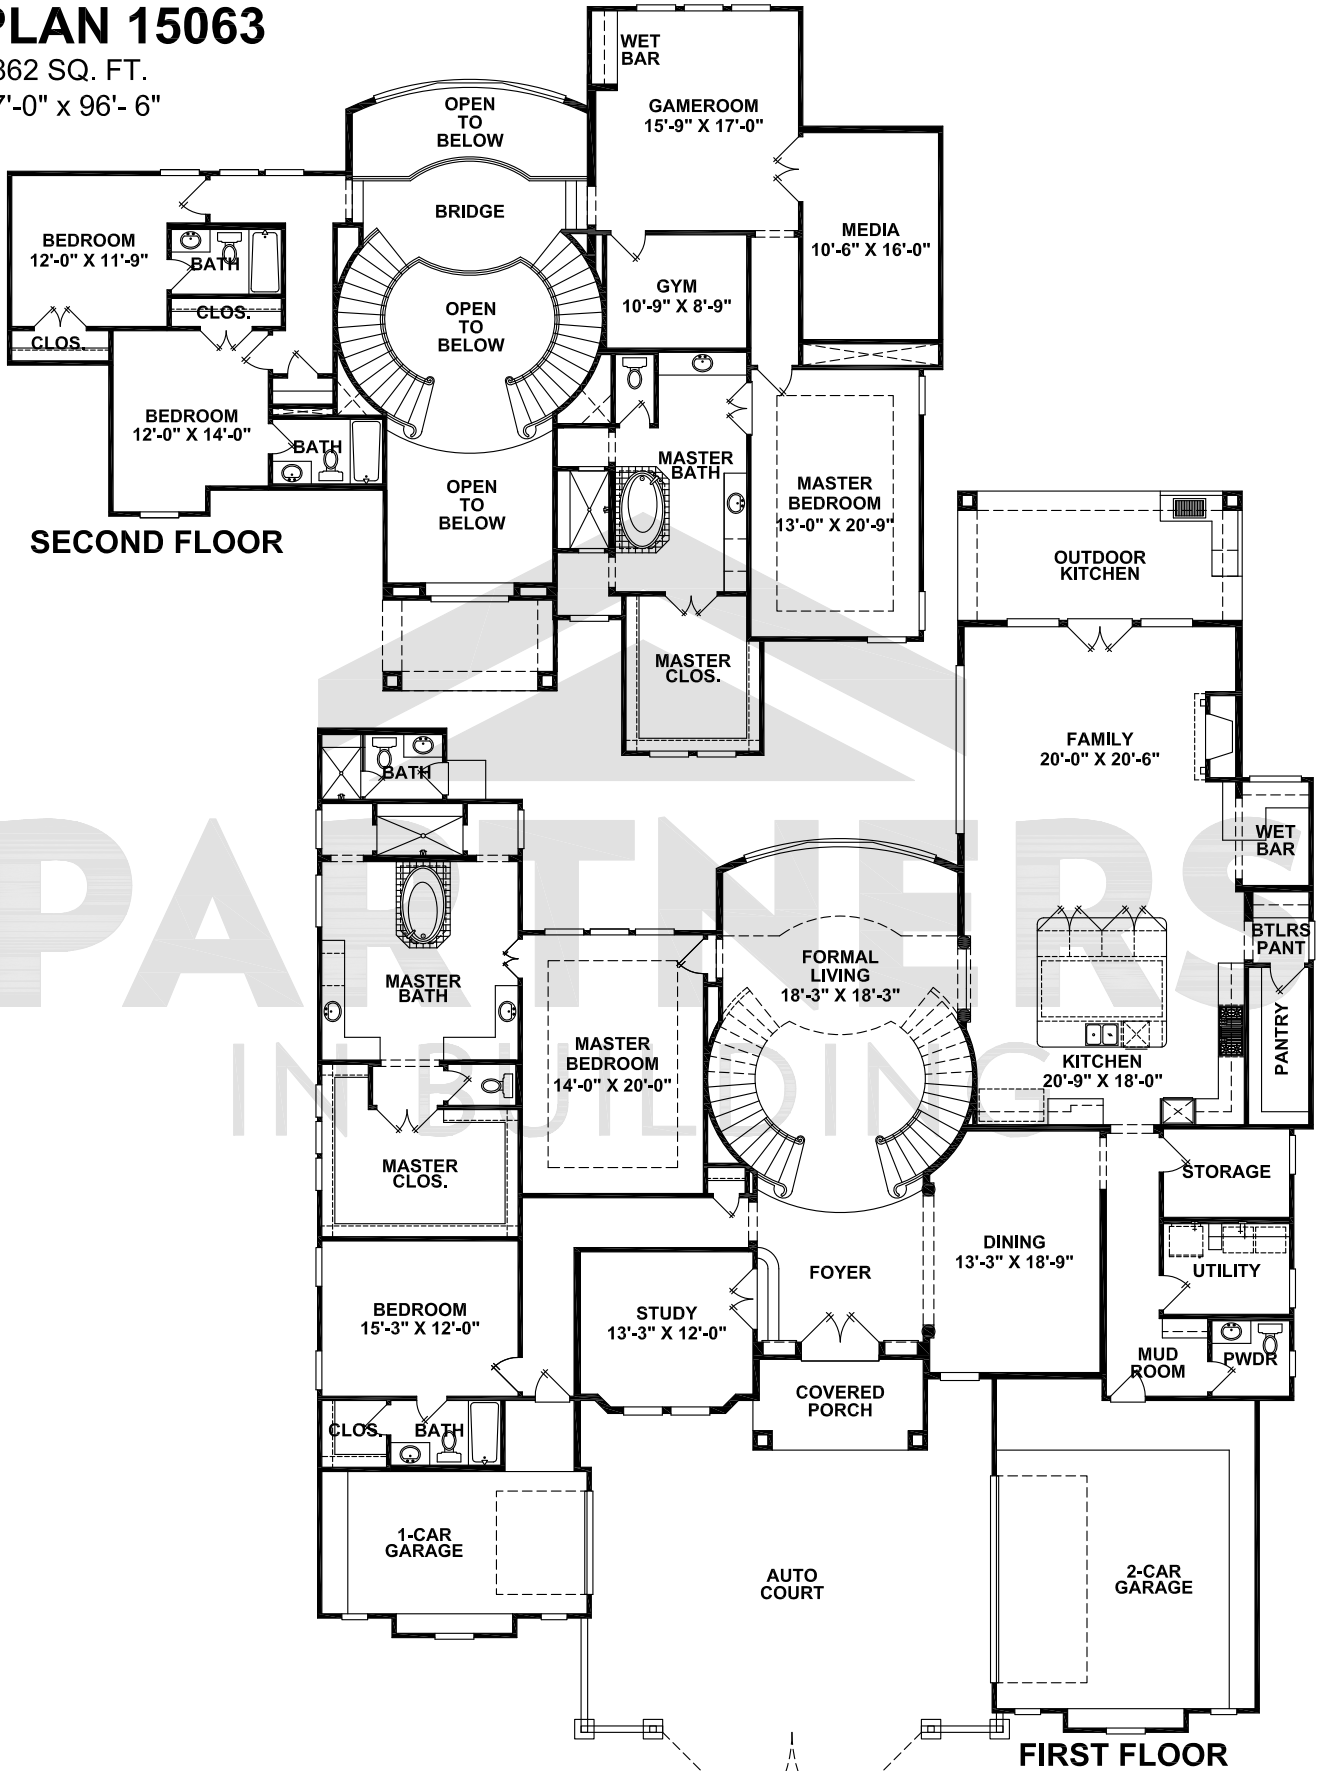 PLAN 15063
862 SQ. FT.
7'-0" x 96'- 6"
WET
BAR
OPEN
TO
BELOW
GAMEROOM
15'-9" X 17'-0"
BRIDGE
MEDIA
10'-6" X 16'-0"
BEDROOM
12'-0" X 11'-9"
BATH
GYM
10'-9" X 8'-9"
CLOS.
OPEN
TO
BELOW
CLOS.
BEDROOM
12'-0" X 14'-0"
BATH
MASTER
BATH
MASTER
BEDROOM
13'-0" X 20'-9"
OPEN
TO
BELOW
SECOND FLOOR
OUTDOOR
KITCHEN
MASTER
CLOS.
FAMILY
20'-0" X 20'-6"
BATH
WET
BAR
PARTNERS
IN BUILDING
BTLRS
PANT
FORMAL
LIVING
18'-3" X 18'-3"
MASTER
BATH
PANTRY
MASTER
BEDROOM
14'-0" X 20'-0"
KITCHEN
20'-9" X 18'-0"
MASTER
CLOS.
STORAGE
DINING
13'-3" X 18'-9"
FOYER
UTILITY
BEDROOM
15'-3" X 12'-0"
STUDY
13'-3" X 12'-0"
MUD
ROOM
PWDR
COVERED
PORCH
CLOS.
BATH
1-CAR
GARAGE
AUTO
COURT
2-CAR
GARAGE
FIRST FLOOR